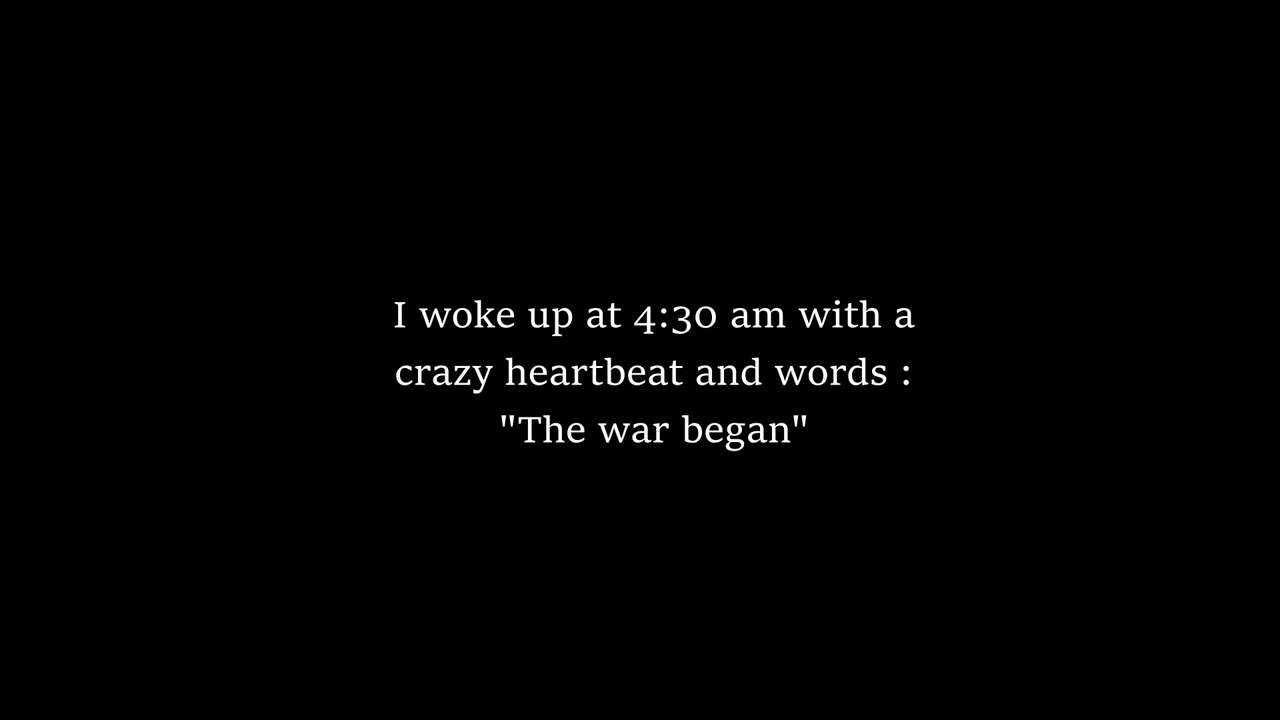 I woke up at 4:30 am with a
crazy heartbeat and words :
"The war began"